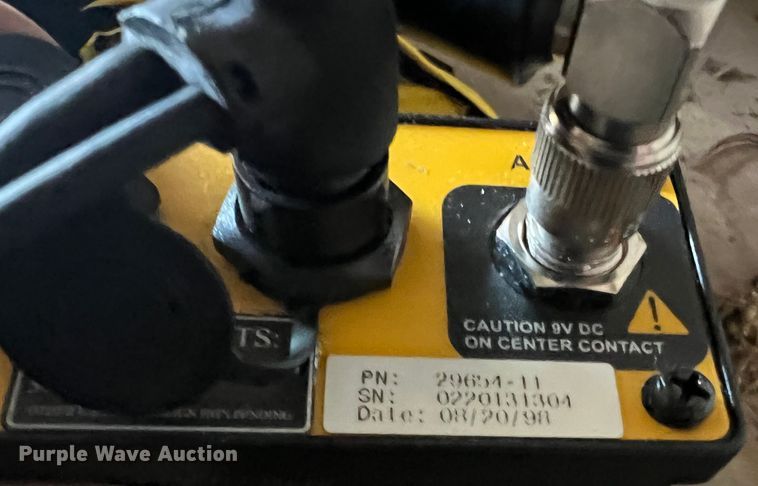 A
TS:
CAUTION 9V DC
ON CENTER CONTACT
PN: 29654-11
SN: 0220131304
Date: 08/20/98
PENDING
Purple Wave Auction